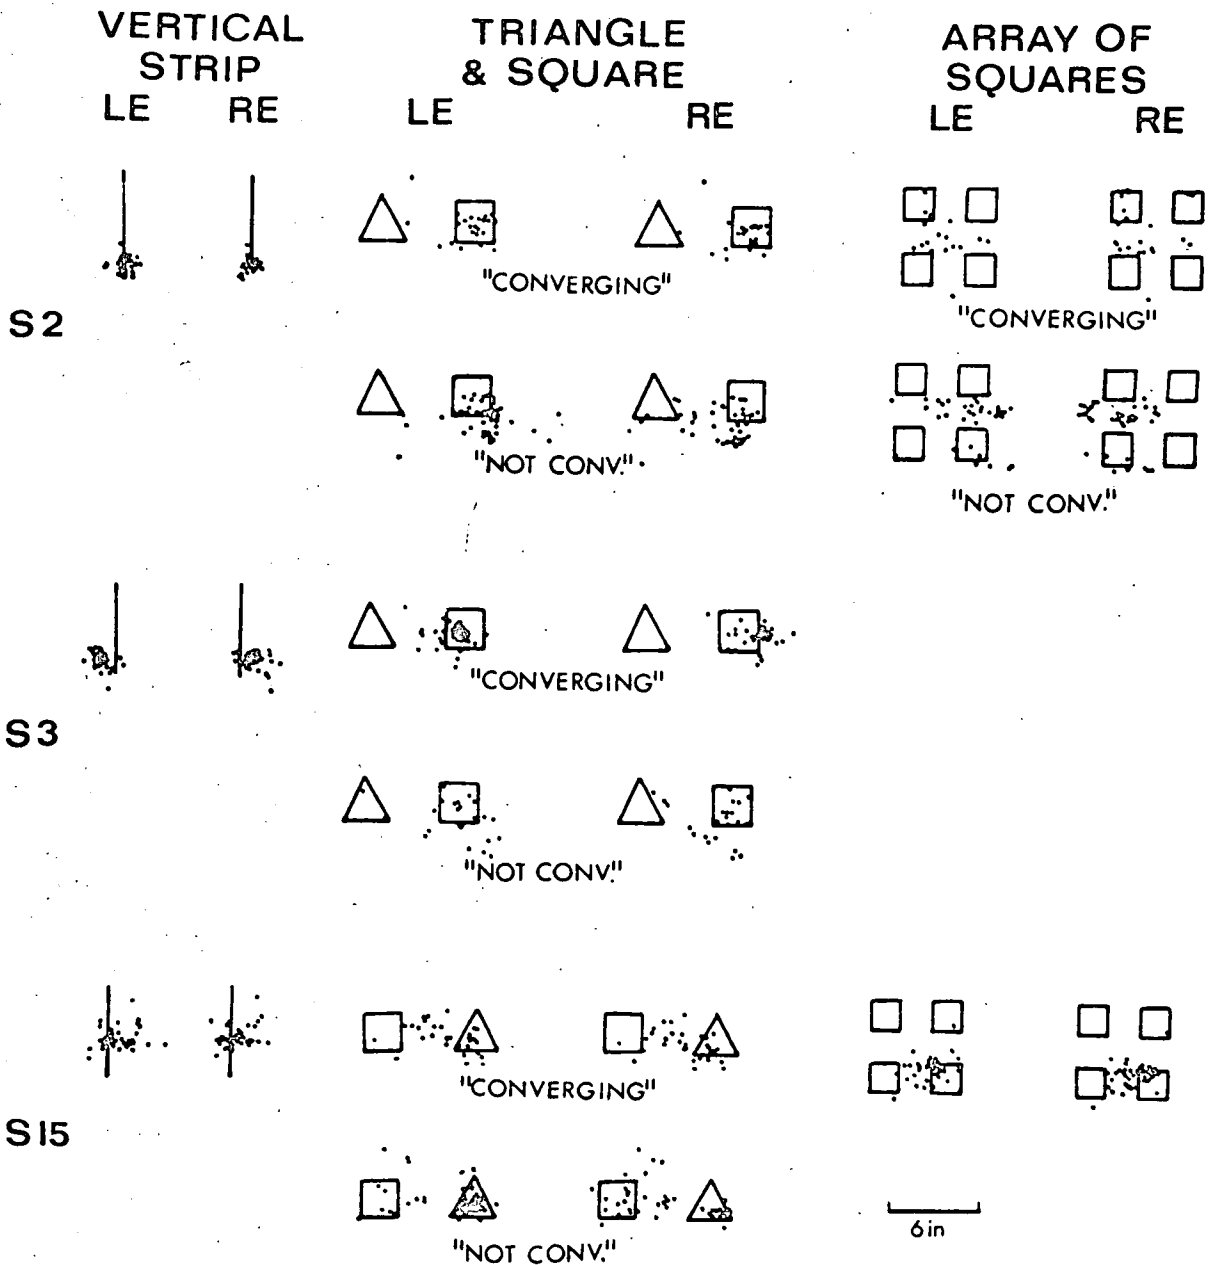 VERTICAL
STRIP
LE RE
TRIANGLE
& SQUARE
LE RE
ARRAY OF
SQUARES
LE RE
S2
"CONVERGING"
"CONVERGING"
"NOT CONV."
"NOT CONV."
S3
"CONVERGING"
"NOT CONV."
S15
"CONVERGING"
"NOT CONV."
6in